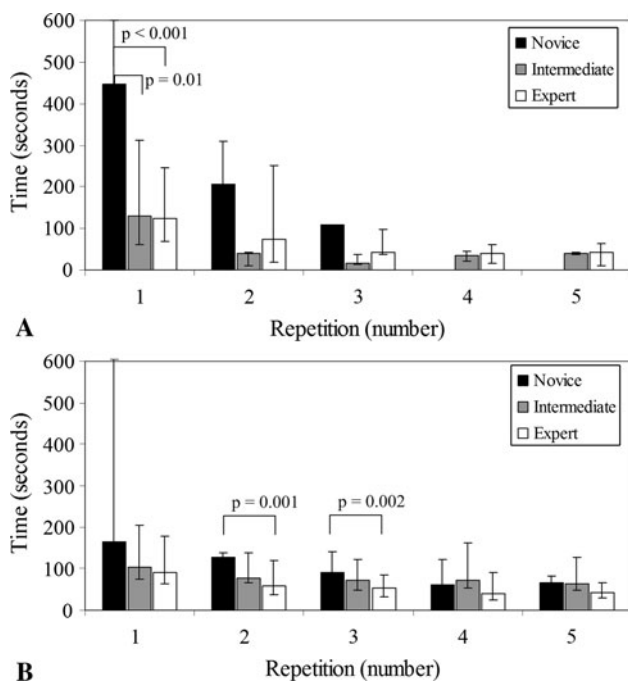 600
500
400
300
200
100
0
Time (seconds)
p < 0.001
p = 0.01
Novice
Intermediate
Expert
1 2 3 4 5
A
Repetition (number)
600
500
400
300
200
100
0
Time (seconds)
Novice
Intermediate
Expert
p = 0.001
p = 0.002
1 2 3 4 5
B
Repetition (number)